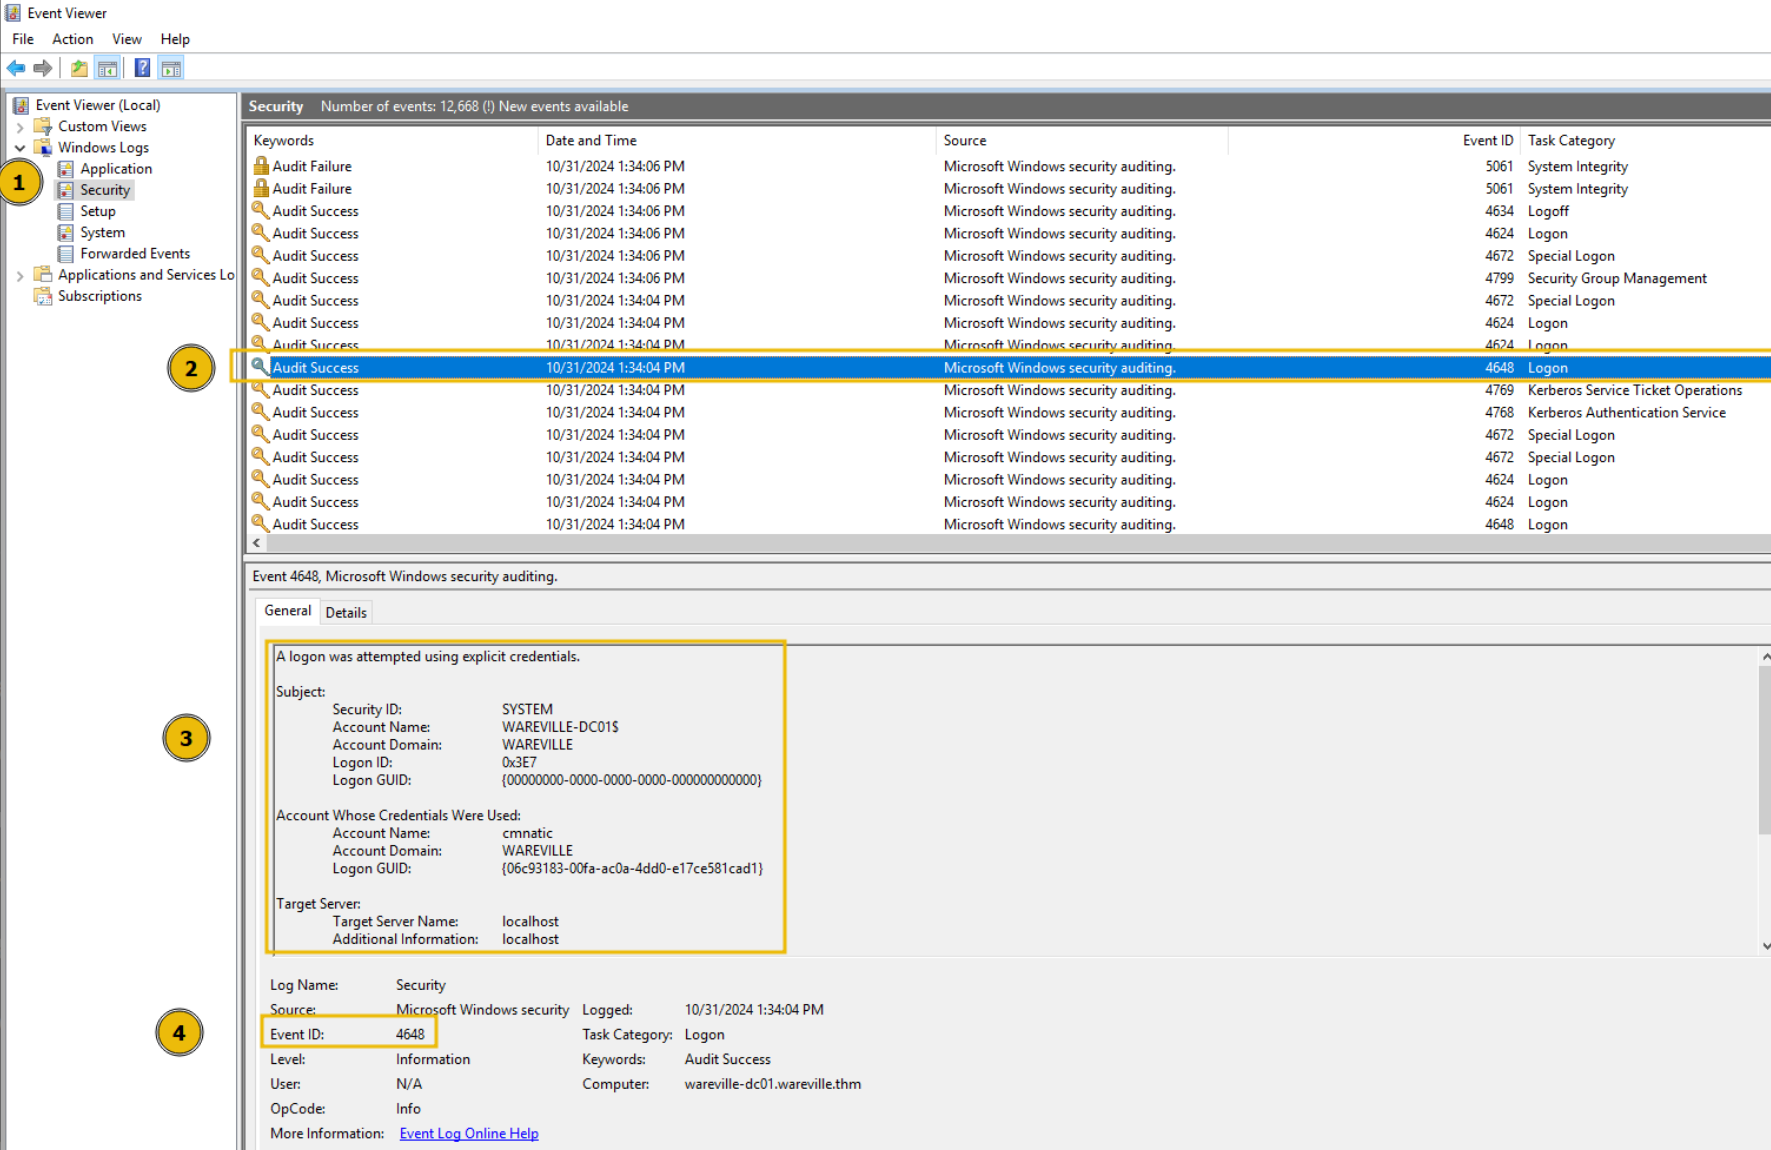 Event Viewer
File Action View Help
Event Viewer (Local)
Custom Views
Windows Logs
Application
Security
Setup
System
Forwarded Events
Applications and Services Lo
Subscriptions
1
2
3
4
Security Number of events: 12,668 (!) New events available
Keywords Date and Time Source Event ID Task Category
Audit Failure 10/31/2024 1:34:06 PM Microsoft Windows security auditing. 5061 System Integrity
Audit Failure 10/31/2024 1:34:06 PM Microsoft Windows security auditing. 5061 System Integrity
Audit Success 10/31/2024 1:34:06 PM Microsoft Windows security auditing. 4634 Logoff
Audit Success 10/31/2024 1:34:06 PM Microsoft Windows security auditing. 4624 Logon
Audit Success 10/31/2024 1:34:06 PM Microsoft Windows security auditing. 4672 Special Logon
Audit Success 10/31/2024 1:34:06 PM Microsoft Windows security auditing. 4799 Security Group Management
Audit Success 10/31/2024 1:34:04 PM Microsoft Windows security auditing. 4672 Special Logon
Audit Success 10/31/2024 1:34:04 PM Microsoft Windows security auditing. 4624 Logon
Audit Success 10/31/2024 1:34:04 PM Microsoft Windows security auditing. 4624 Logon
Audit Success 10/31/2024 1:34:04 PM Microsoft Windows security auditing. 4648 Logon
Audit Success 10/31/2024 1:34:04 PM Microsoft Windows security auditing. 4769 Kerberos Service Ticket Operations
Audit Success 10/31/2024 1:34:04 PM Microsoft Windows security auditing. 4768 Kerberos Authentication Service
Audit Success 10/31/2024 1:34:04 PM Microsoft Windows security auditing. 4672 Special Logon
Audit Success 10/31/2024 1:34:04 PM Microsoft Windows security auditing. 4672 Special Logon
Audit Success 10/31/2024 1:34:04 PM Microsoft Windows security auditing. 4624 Logon
Audit Success 10/31/2024 1:34:04 PM Microsoft Windows security auditing. 4624 Logon
Audit Success 10/31/2024 1:34:04 PM Microsoft Windows security auditing. 4648 Logon
Event 4648, Microsoft Windows security auditing.
General Details
A logon was attempted using explicit credentials.
Subject:
Security ID: SYSTEM
Account Name: WAREVILLE-DC01$
Account Domain: WAREVILLE
Logon ID: 0x3E7
Logon GUID: {00000000-0000-0000-0000-000000000000}
Account Whose Credentials Were Used:
Account Name: cmnatic
Account Domain: WAREVILLE
Logon GUID: {06c93183-00fa-ac0a-4dd0-e17ce581cad1}
Target Server:
Target Server Name: localhost
Additional Information: localhost
Log Name: Security
Source: Microsoft Windows security Logged: 10/31/2024 1:34:04 PM
Event ID: 4648 Task Category: Logon
Level: Information Keywords: Audit Success
User: N/A Computer: wareville-dc01.wareville.thm
OpCode: Info
More Information: Event Log Online Help